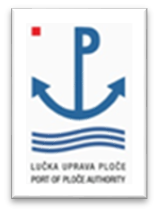 P
LUČKA UPRAVA PLOČE
PORT OF PLOČE AUTHORITY